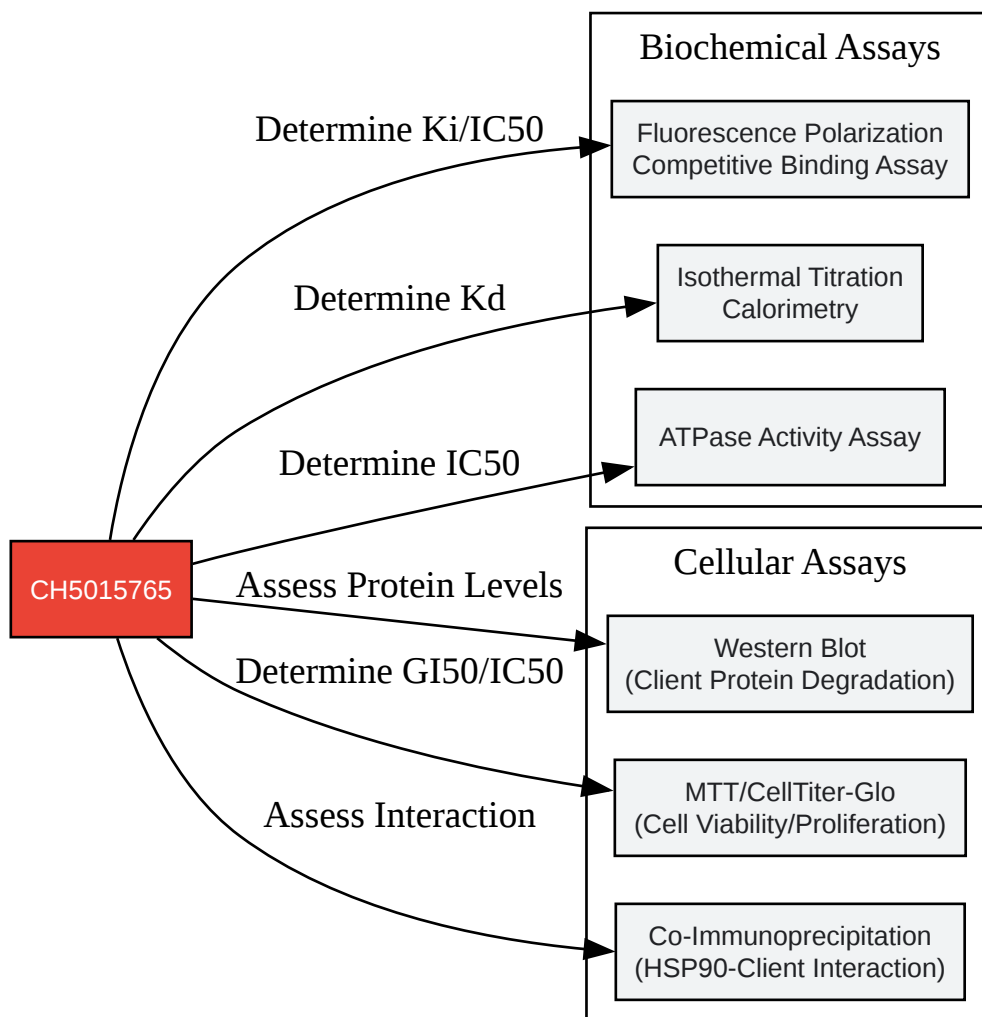 Biochemical Assays
Determine Ki/IC50
Fluorescence Polarization
Competitive Binding Assay
Determine Kd
Isothermal Titration
Calorimetry
Determine IC50
ATPase Activity Assay
CH5015765
Cellular Assays
Assess Protein Levels
Western Blot
(Client Protein Degradation)
Determine GI50/IC50
MTT/CellTiter-Glo
(Cell Viability/Proliferation)
Assess Interaction
Co-Immunoprecipitation
(HSP90-Client Interaction)